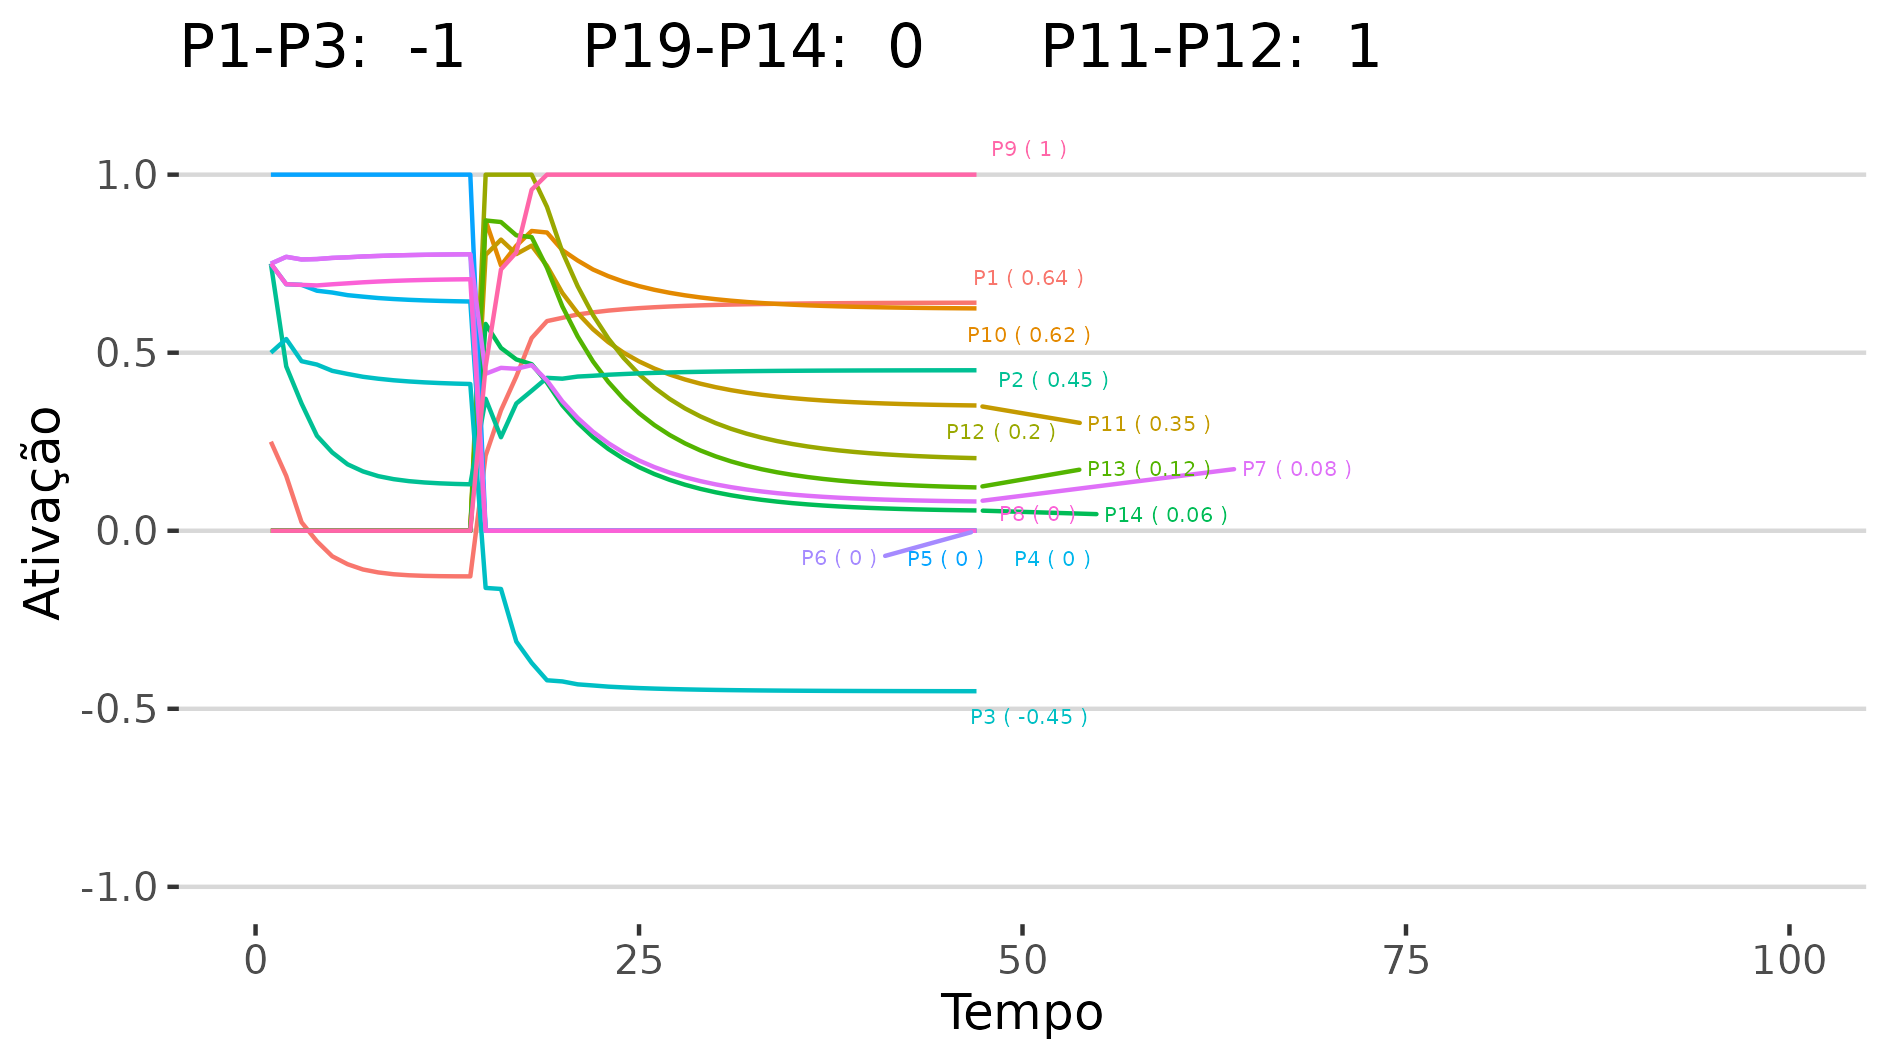 P1-P3:  -1      P19-P14:  0      P11-P12:  1
P9 ( 1 )
1.0
P1 ( 0.64 )
P10 ( 0.62 )
0.5
P2 ( 0.45 )
P11 ( 0.35 )
P12 ( 0.2 )
P13 ( 0.12 )
P7 ( 0.08 )
P8 ( 0 )
P14 ( 0.06 )
0.0
P6 ( 0 )
P5 ( 0 )
P4 ( 0 )
-0.5
P3 ( -0.45 )
-1.0
Ativação
0 25 50 75 100
Tempo